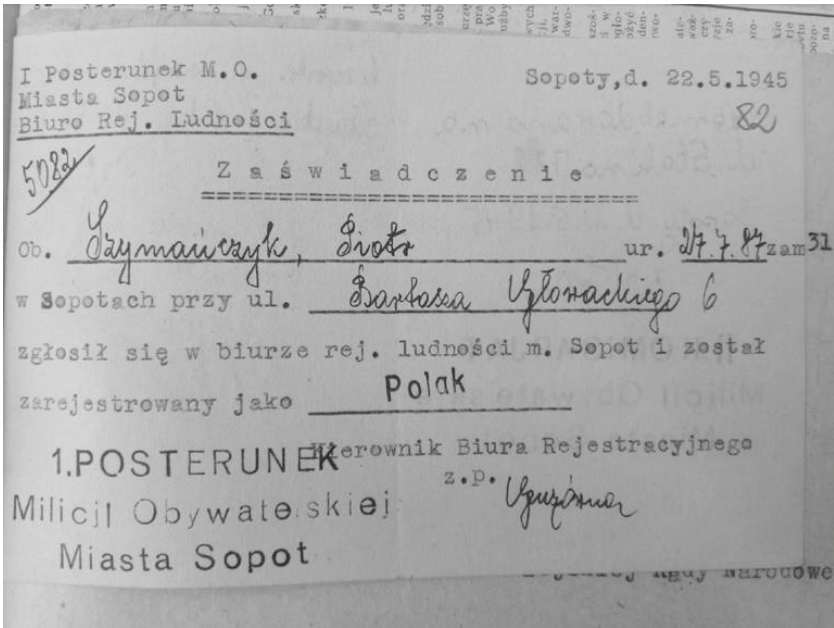 I Posterunek M.O.
Miasta Sopot
Biuro Rej. Ludności
Sopoty,d. 22.5.1945
82
5082
Zaświadczenie
Ob. Szymańczyk, Piotr ur. 27.7.87 zam 31
w Sopotach przy ul. Bartosza Głowackiego 6
zgłosił się w biurze rej. ludności m. Sopot i został
zarejestrowany jako Polak
Kierownik Biura Rejestracyjnego
z.p.
1.POSTERUNEK
Milicji Obywatelskiej
Miasta Sopot
Narodowe